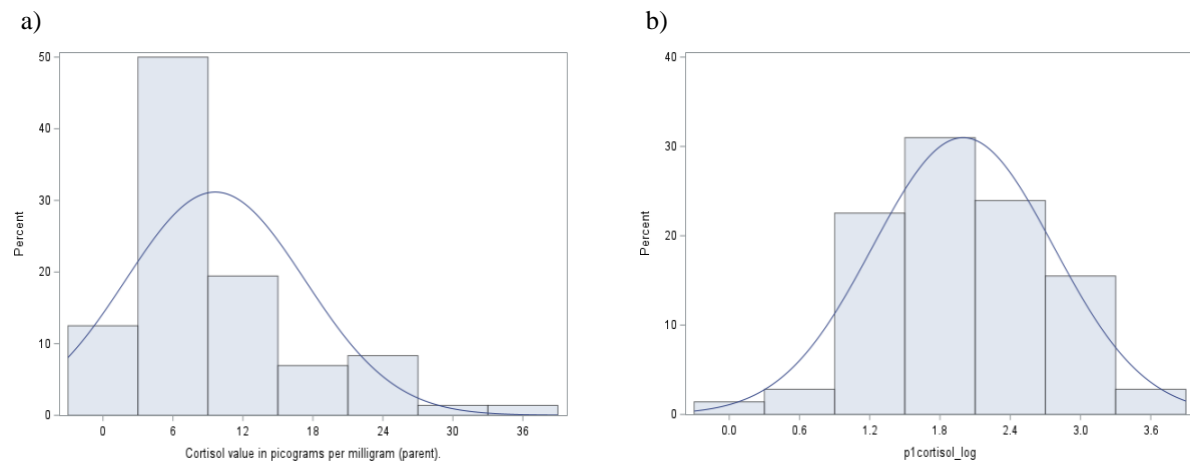 a)
b)
50
40
30
20
10
0
Percent
0 6 12 18 24 30 36
Cortisol value in picograms per milligram (parent).
40
30
20
10
0
Percent
0.0 0.6 1.2 1.8 2.4 3.0 3.6
p1cortisol_log